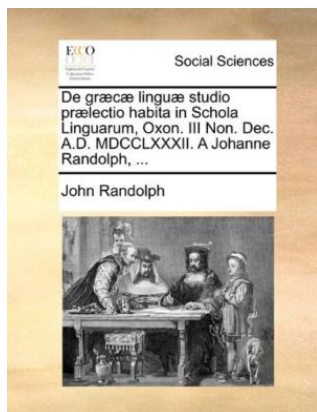 ECCO
Social Sciences
De græcæ linguæ studio
prælectio habita in Schola
Linguarum, Oxon. III Non. Dec.
A.D. MDCCLXXXII. A Johanne
Randolph, ...
John Randolph